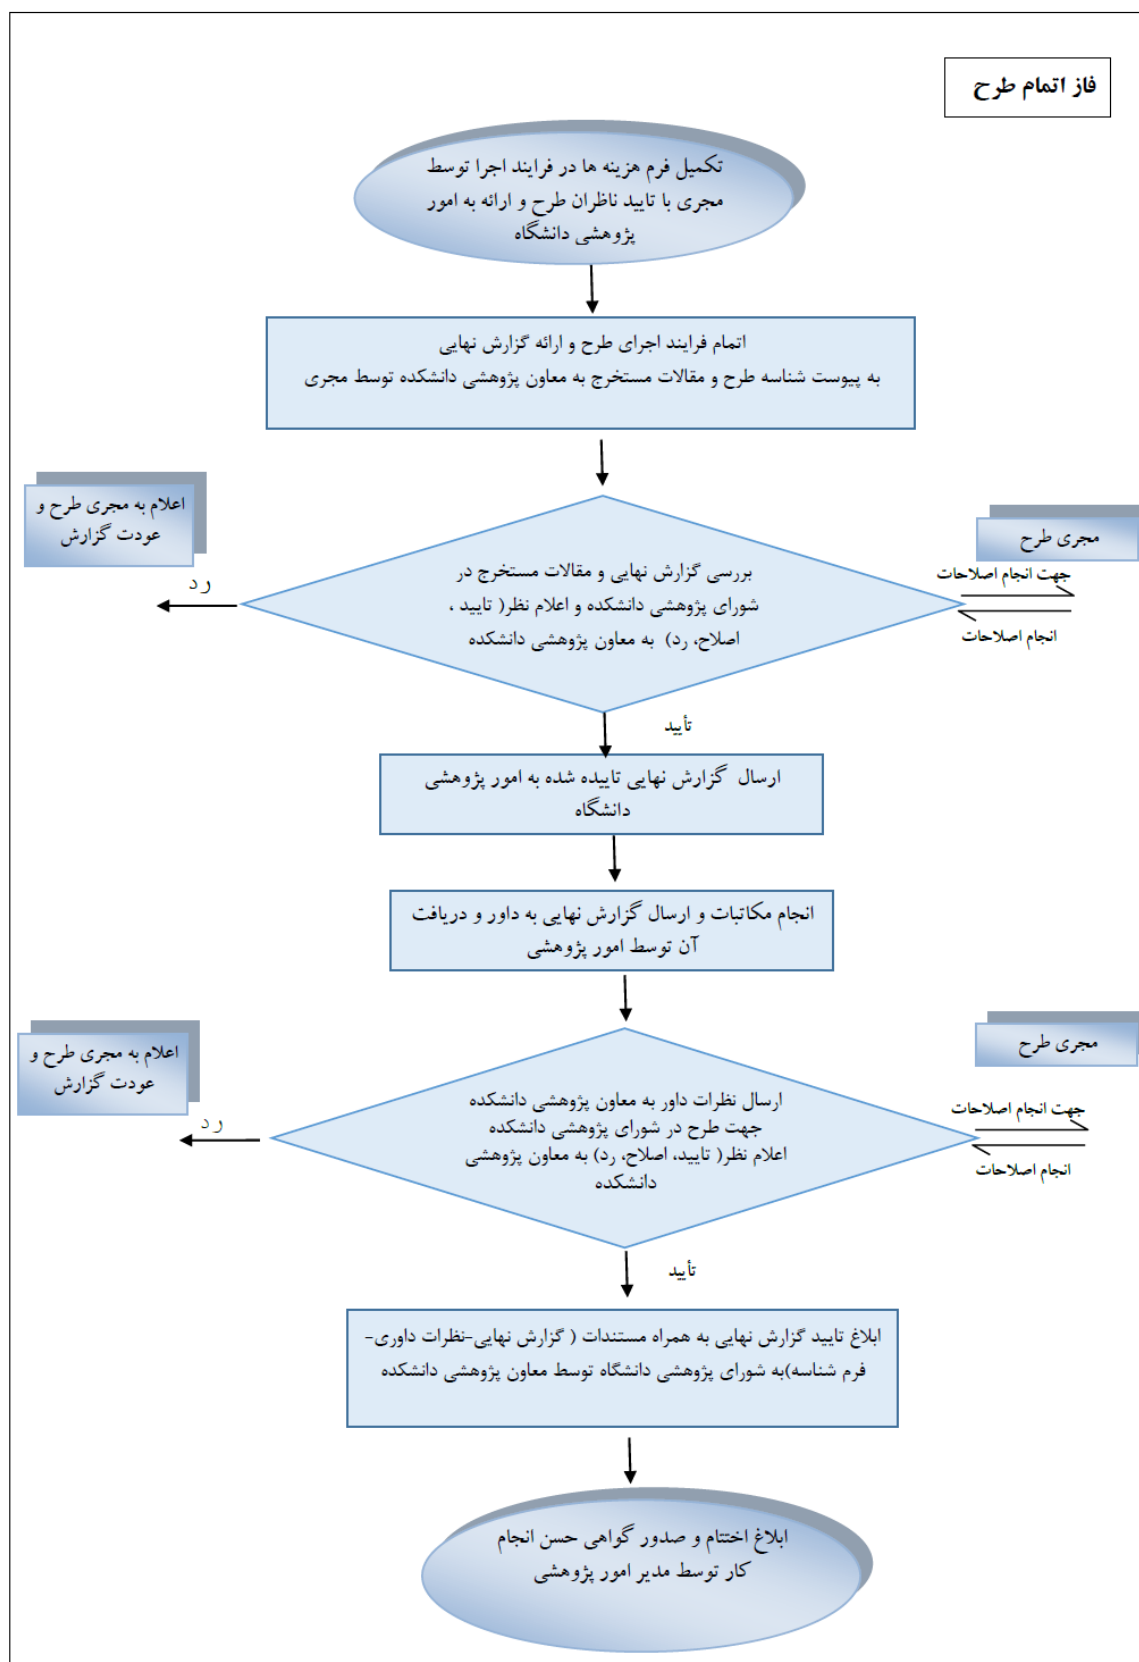 فاز اتمام طرح
تکمیل فرم هزینه ها در فرایند اجرا توسط
مجری با تایید ناظران طرح و ارائه به امور
پژوهشی دانشگاه
اتمام فرایند اجرای طرح و ارائه گزارش نهایی
به پیوست شناسه طرح و مقالات مستخرج به معاون پژوهشی دانشکده توسط مجری
مجری طرح
جهت انجام اصلاحات
انجام اصلاحات
بررسی گزارش نهایی و مقالات مستخرج در
شورای پژوهشی دانشکده و اعلام نظر( تایید ،
اصلاح، رد) به معاون پژوهشی دانشکده
اعلام به مجری طرح و
عودت گزارش
رد
تأیید
ارسال گزارش نهایی تاییده شده به امور پژوهشی
دانشگاه
انجام مکاتبات و ارسال گزارش نهایی به داور و دریافت
آن توسط امور پژوهشی
مجری طرح
جهت انجام اصلاحات
انجام اصلاحات
ارسال نظرات داور به معاون پژوهشی دانشکده
جهت طرح در شورای پژوهشی دانشکده
اعلام نظر( تایید، اصلاح، رد) به معاون پژوهشی
دانشکده
اعلام به مجری طرح و
عودت گزارش
رد
تأیید
ابلاغ تایید گزارش نهایی به همراه مستندات ( گزارش نهایی-نظرات داوری-
فرم شناسه)به شورای پژوهشی دانشگاه توسط معاون پژوهشی دانشکده
ابلاغ اختتام و صدور گواهی حسن انجام
کار توسط مدیر امور پژوهشی